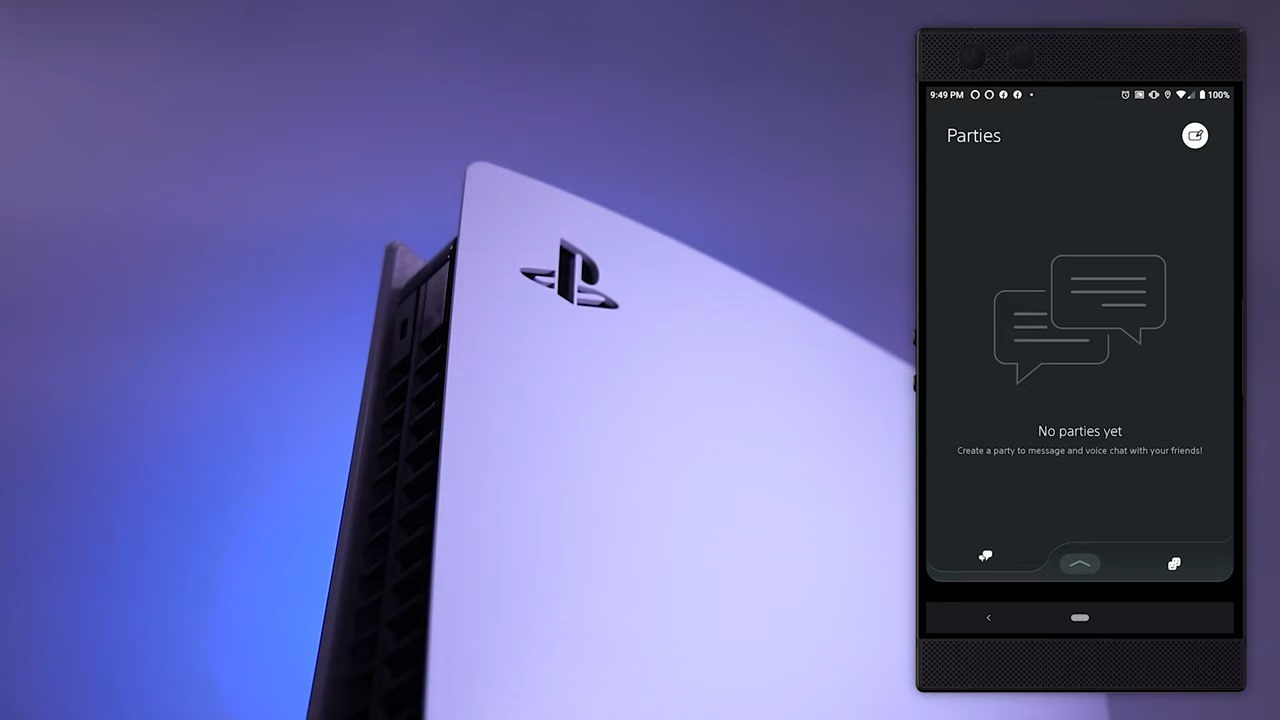 9:49 PM
100%
Parties
No parties yet
Create a party to message and voice chat with your friends!